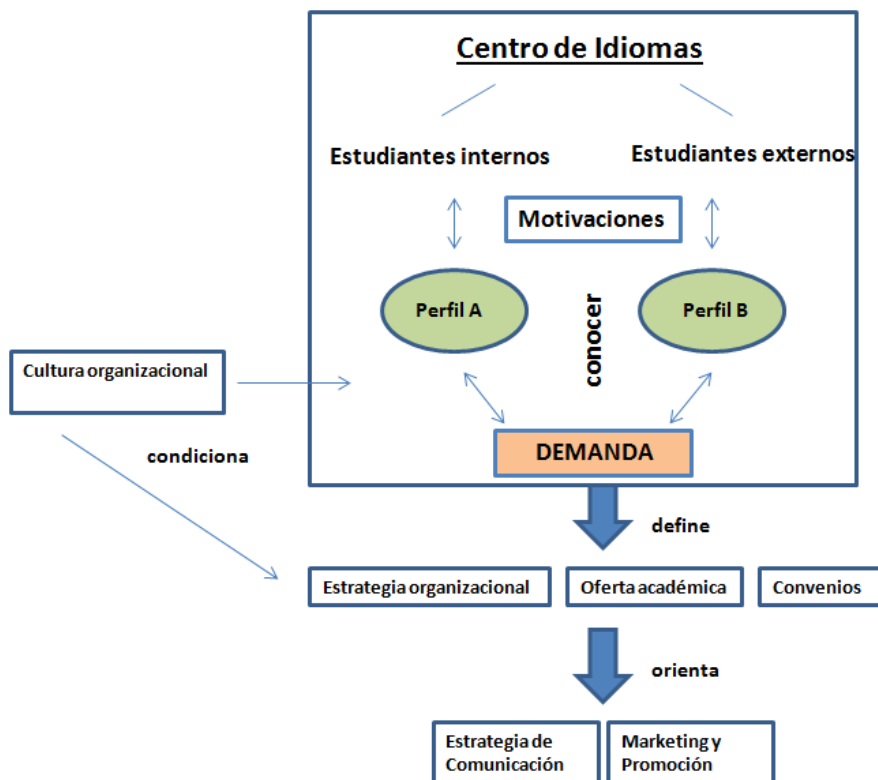 Centro de Idiomas
Estudiantes internos
Estudiantes externos
Motivaciones
Perfil A
conocer
Perfil B
Cultura organizacional
condiciona
DEMANDA
define
Estrategia organizacional
Oferta académica
Convenios
orienta
Estrategia de
Comunicación
Marketing y
Promoción